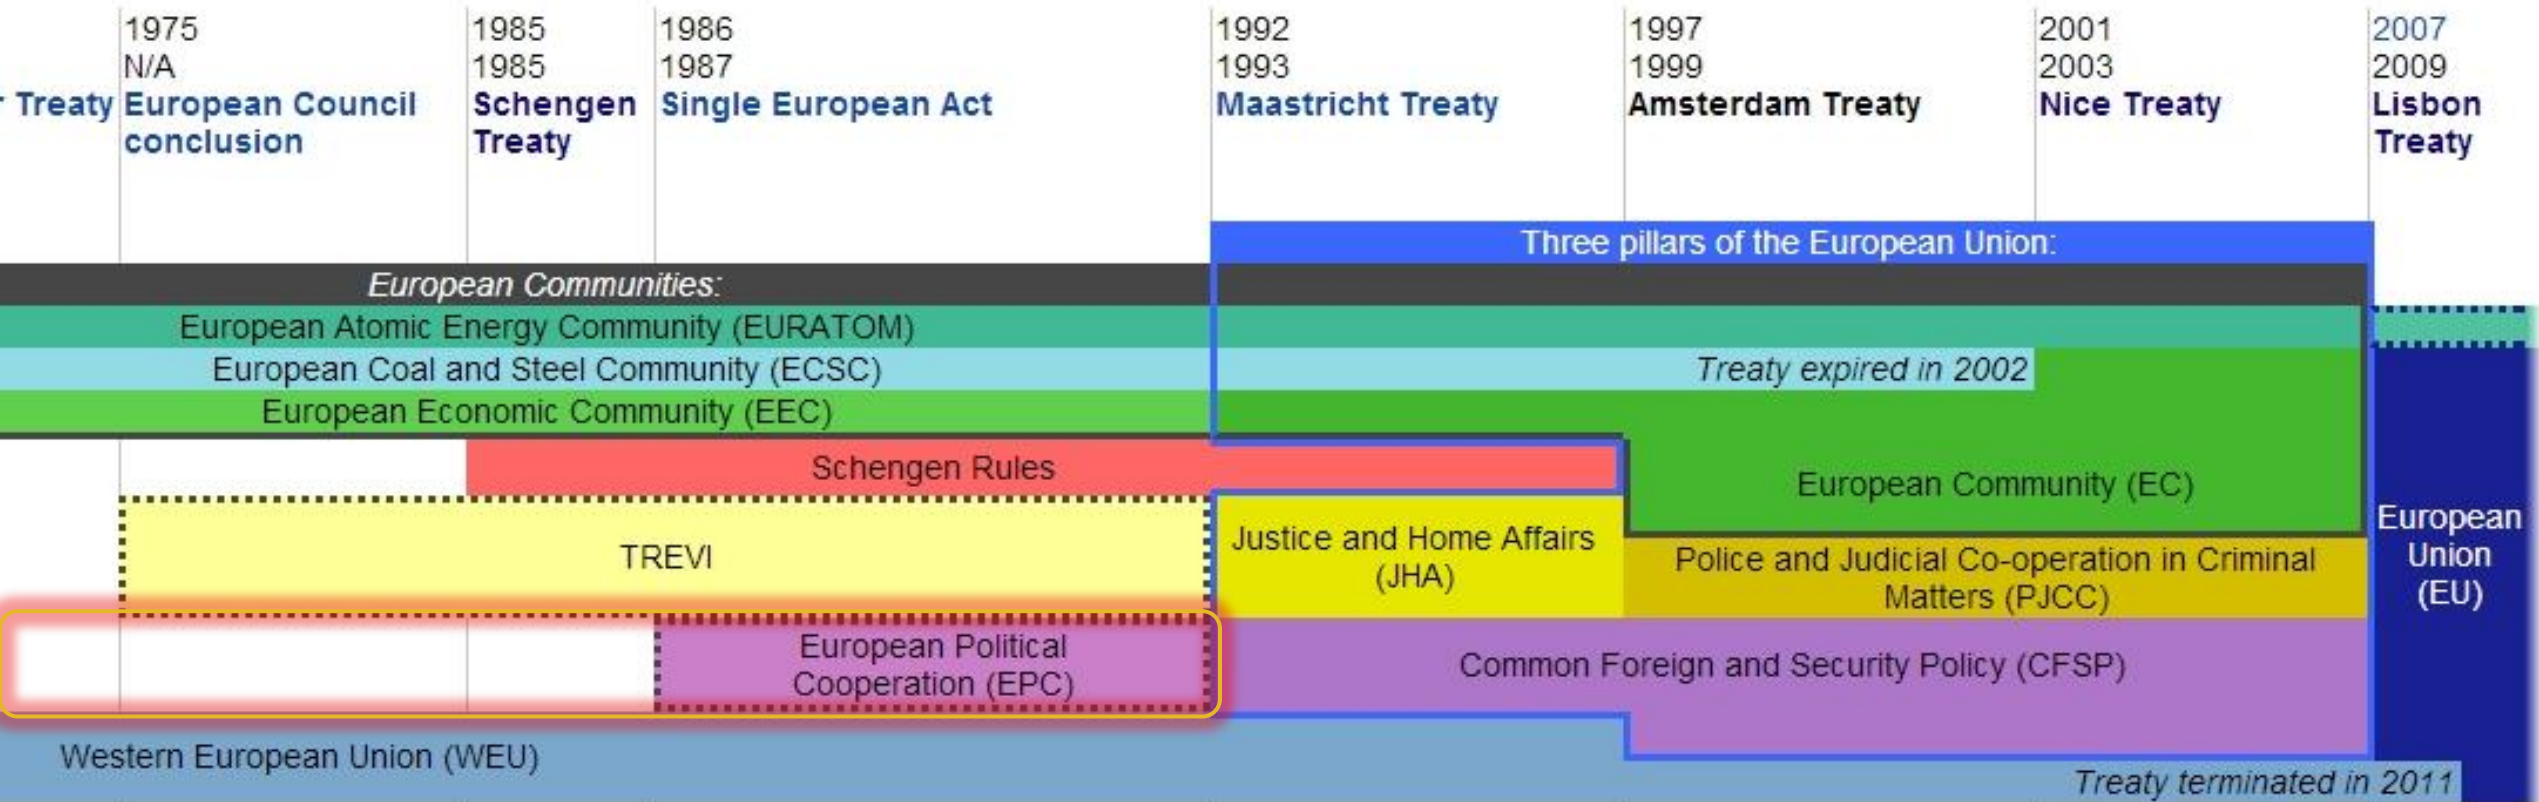 1975
N/A
European Council
conclusion
1985
1985
Schengen
Treaty
1986
1987
Single European Act
1992
1993
Maastricht Treaty
1997
1999
Amsterdam Treaty
2001
2003
Nice Treaty
2007
2009
Lisbon
Treaty
r Treaty
Three pillars of the European Union:
European Communities:
European Atomic Energy Community (EURATOM)
European Coal and Steel Community (ECSC)
Treaty expired in 2002
European Economic Community (EEC)
Schengen Rules
European Community (EC)
TREVI
Justice and Home Affairs
(JHA)
Police and Judicial Co-operation in Criminal
Matters (PJCC)
European
Union
(EU)
European Political
Cooperation (EPC)
Common Foreign and Security Policy (CFSP)
Western European Union (WEU)
Treaty terminated in 2011